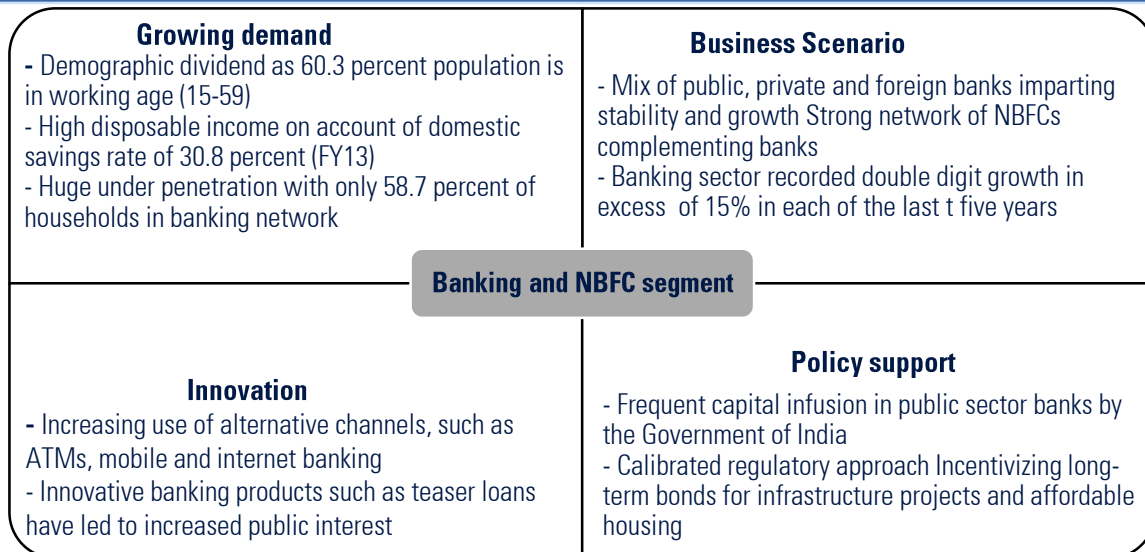 Growing demand
- Demographic dividend as 60.3 percent population is
in working age (15-59)
- High disposable income on account of domestic
savings rate of 30.8 percent (FY13)
- Huge under penetration with only 58.7 percent of
households in banking network
Business Scenario
- Mix of public, private and foreign banks imparting
stability and growth Strong network of NBFCs
complementing banks
- Banking sector recorded double digit growth in
excess of 15% in each of the last t five years
Banking and NBFC segment
Innovation
- Increasing use of alternative channels, such as
ATMs, mobile and internet banking
- Innovative banking products such as teaser loans
have led to increased public interest
Policy support
- Frequent capital infusion in public sector banks by
the Government of India
- Calibrated regulatory approach Incentivizing long-
term bonds for infrastructure projects and affordable
housing